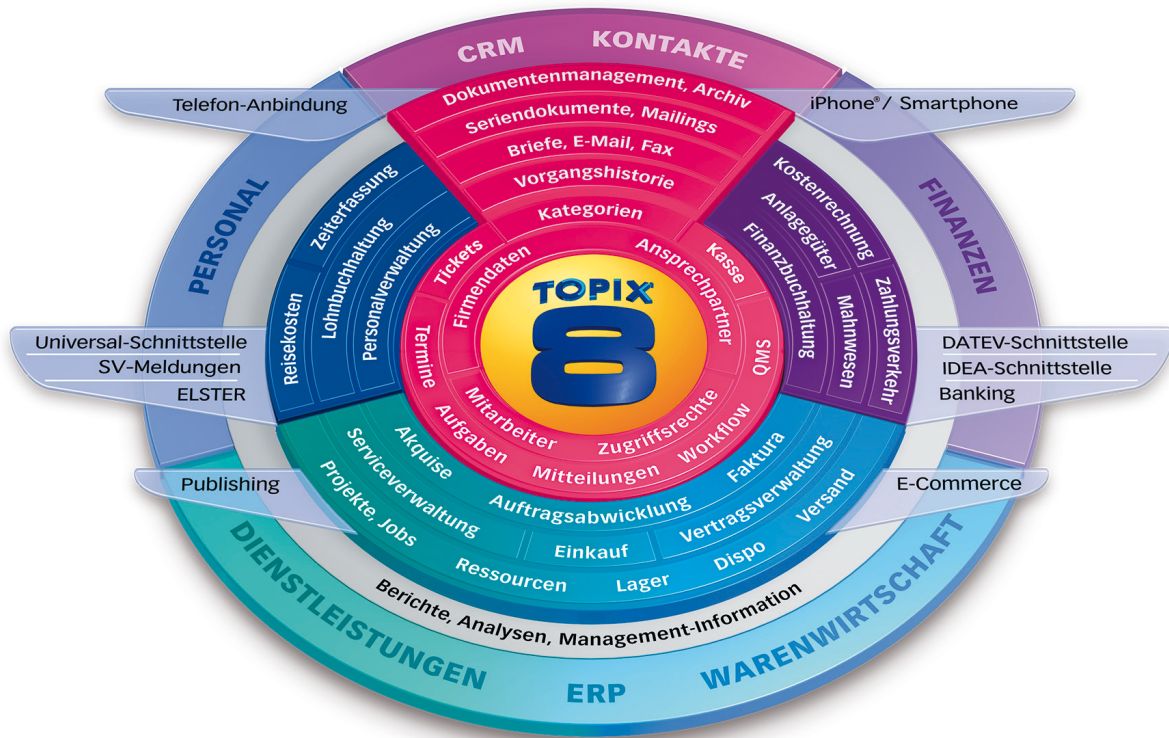 CRM KONTAKTE
Dokumentenmanagement, Archiv
Seriendokumente, Mailings
Briefe, E-Mail, Fax
Vorgangshistorie
Kategorien
Telefon-Anbindung
iPhone®/ Smartphone
PERSONAL
Zeiterfassung
Lohnbuchhaltung
Personalverwaltung
Reisekosten
FINANZEN
Kostenrechnung
Anlagegüter
Finanzbuchhaltung
Zahlungsverkehr
Mahnwesen
Tickets
Firmendaten
Ansprechpartner
Kasse
TOPIX
8
Termine
QMS
Mitarbeiter
Zugriffsrechte
Aufgaben
Mitteilungen
Workflow
Universal-Schnittstelle
SV-Meldungen
ELSTER
DATEV-Schnittstelle
IDEA-Schnittstelle
Banking
Akquise
Auftragsabwicklung
Faktura
Serviceverwaltung
Einkauf
Vertragsverwaltung
Projekte, Jobs
Ressourcen
Lager
Dispo
Versand
Publishing
E-Commerce
Berichte, Analysen, Management-Information
DIENSTLEISTUNGEN
ERP
WARENWIRTSCHAFT